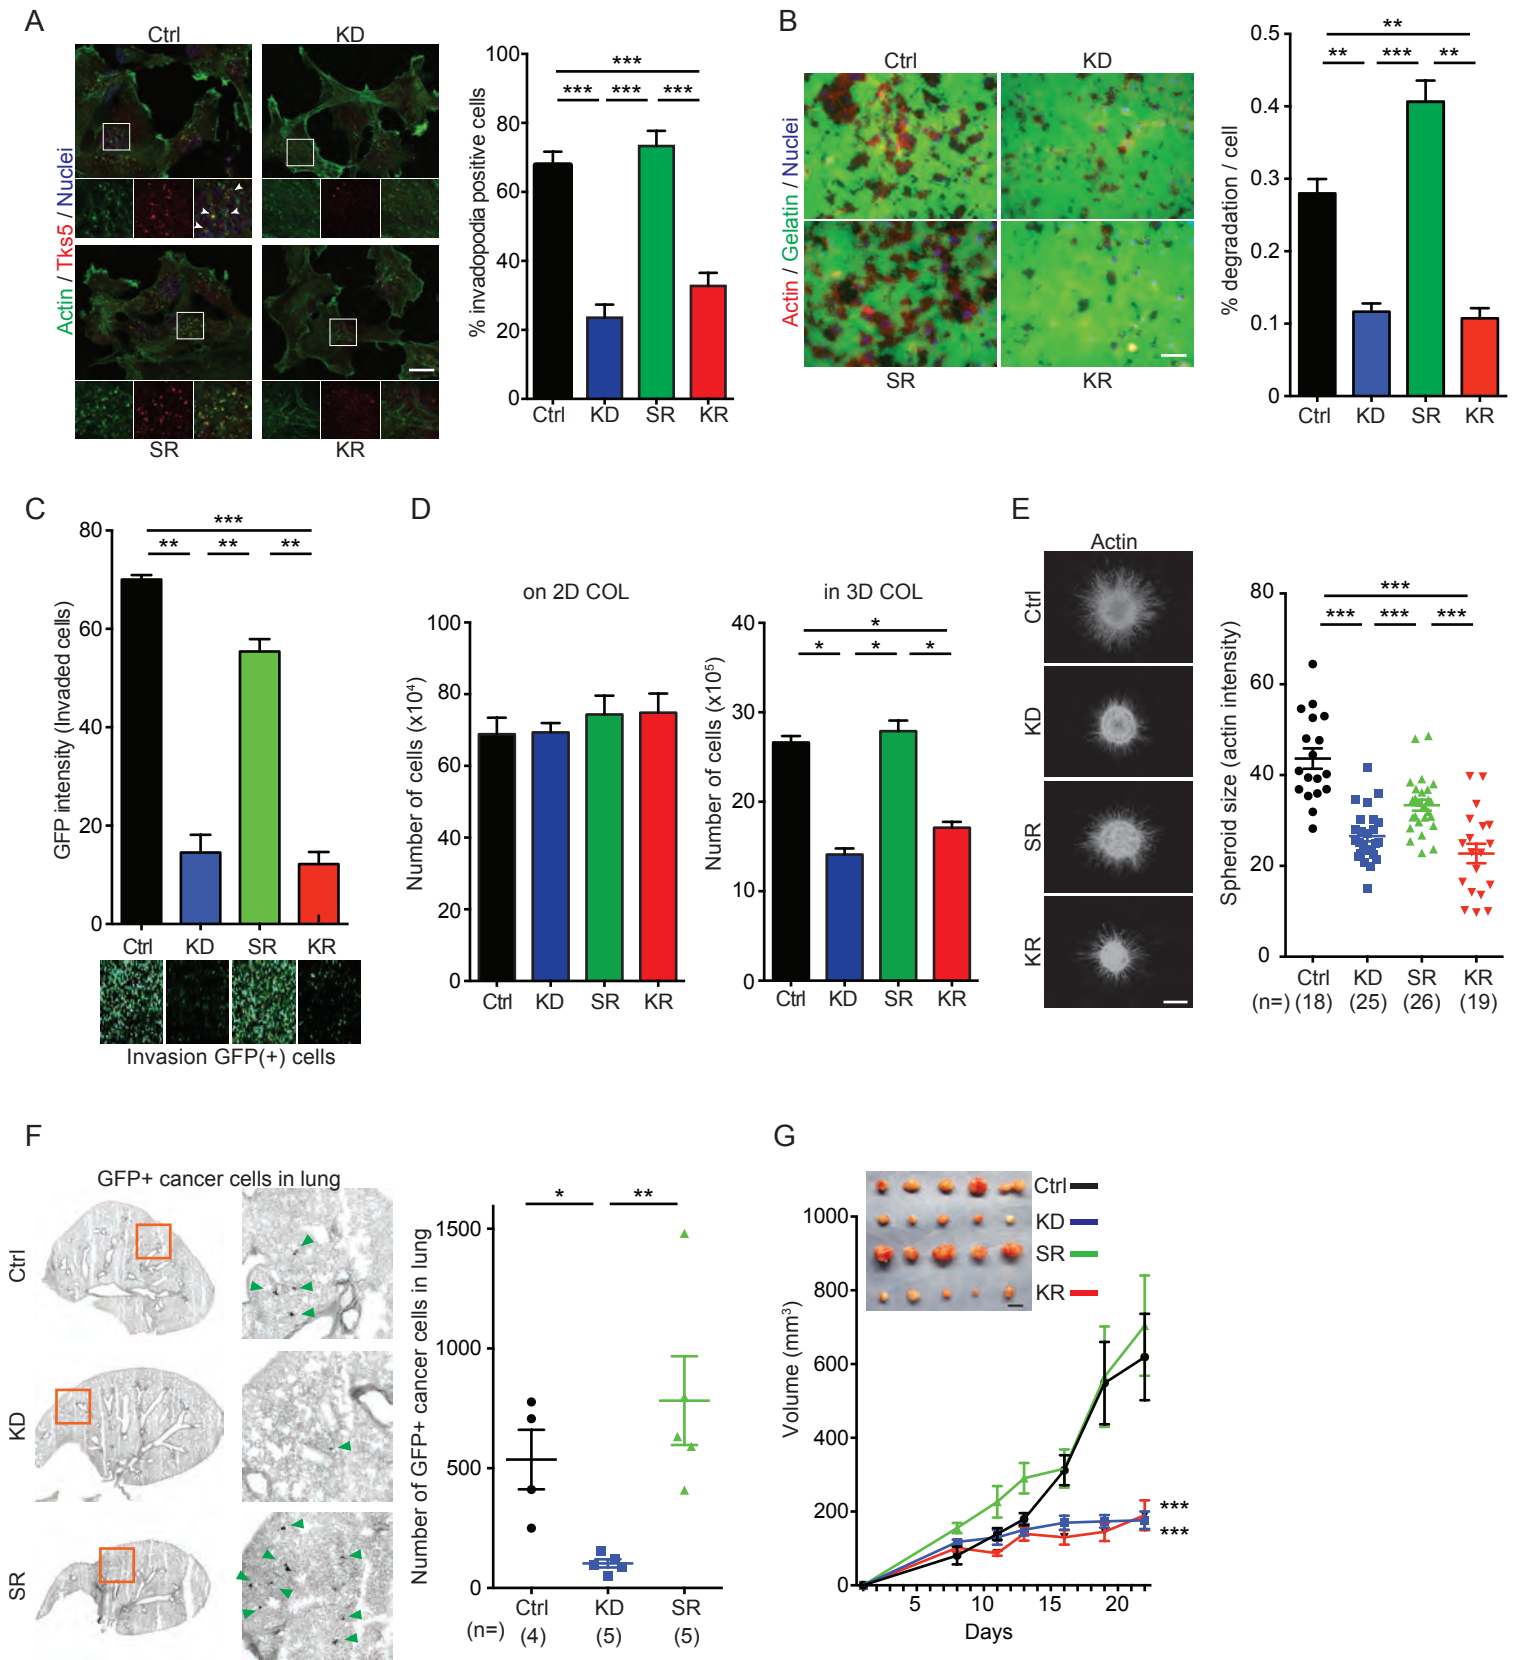 A
Ctrl
KD
Actin / Tks5 / Nuclei
SR
KR
% invadopodia positive cells
100
80
60
40
20
0
***
*** *** ***
Ctrl KD SR KR
B
Ctrl
KD
Actin / Gelatin / Nuclei
SR
KR
% degradation / cell
0.5
0.4
0.3
0.2
0.1
0
**
** *** **
Ctrl KD SR KR
C
GFP intensity (Invaded cells)
80
60
40
20
0
***
** ** **
Ctrl KD SR KR
Invasion GFP(+) cells
D
on 2D COL
Number of cells (x10⁴)
100
80
60
40
20
0
Ctrl KD SR KR
in 3D COL
Number of cells (x10⁵)
40
30
20
10
0
*
* * *
Ctrl KD SR KR
E
Actin
Ctrl
KD
SR
KR
Spheroid size (actin intensity)
80
60
40
20
0
***
*** *** ***
Ctrl KD SR KR
(n=) (18) (25) (26) (19)
F
GFP+ cancer cells in lung
Ctrl
KD
SR
Number of GFP+ cancer cells in lung
1500
1000
500
0
* **
Ctrl KD SR
(n=) (4) (5) (5)
G
Ctrl
KD
SR
KR
Volume (mm³)
1000
800
600
400
200
0
***
***
5 10 15 20
Days